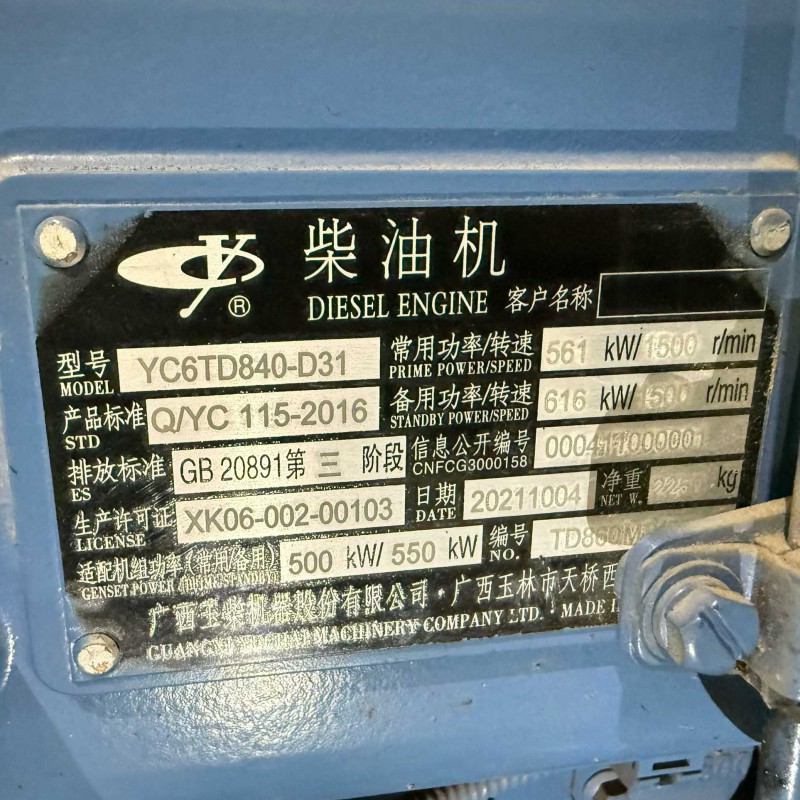 柴油机
DIESEL ENGINE 客户名称
型号 YC6TD840-D31 常用功率/转速 561 kW/1500 r/min
MODEL PRIME POWER/SPEED
产品标准 Q/YC 115-2016 备用功率/转速 616 kW/1500 r/min
STD STANDBY POWER/SPEED
排放标准 GB 20891第三阶段 信息公开编号
ES CNFCG3000158
生产许可证 XK06-002-00103 日期 20211004 净重 kg
LICENSE DATE NET W.
适配机组功率(常用/备用) 500 kW/ 550 kW 编号 TD860M
GENSET POWER (PRIME/STANDBY) NO.
广西玉柴机器股份有限公司·广西玉林市天桥西
GUANGXI YUCHAI MACHINERY COMPANY LTD. · MADE IN
®